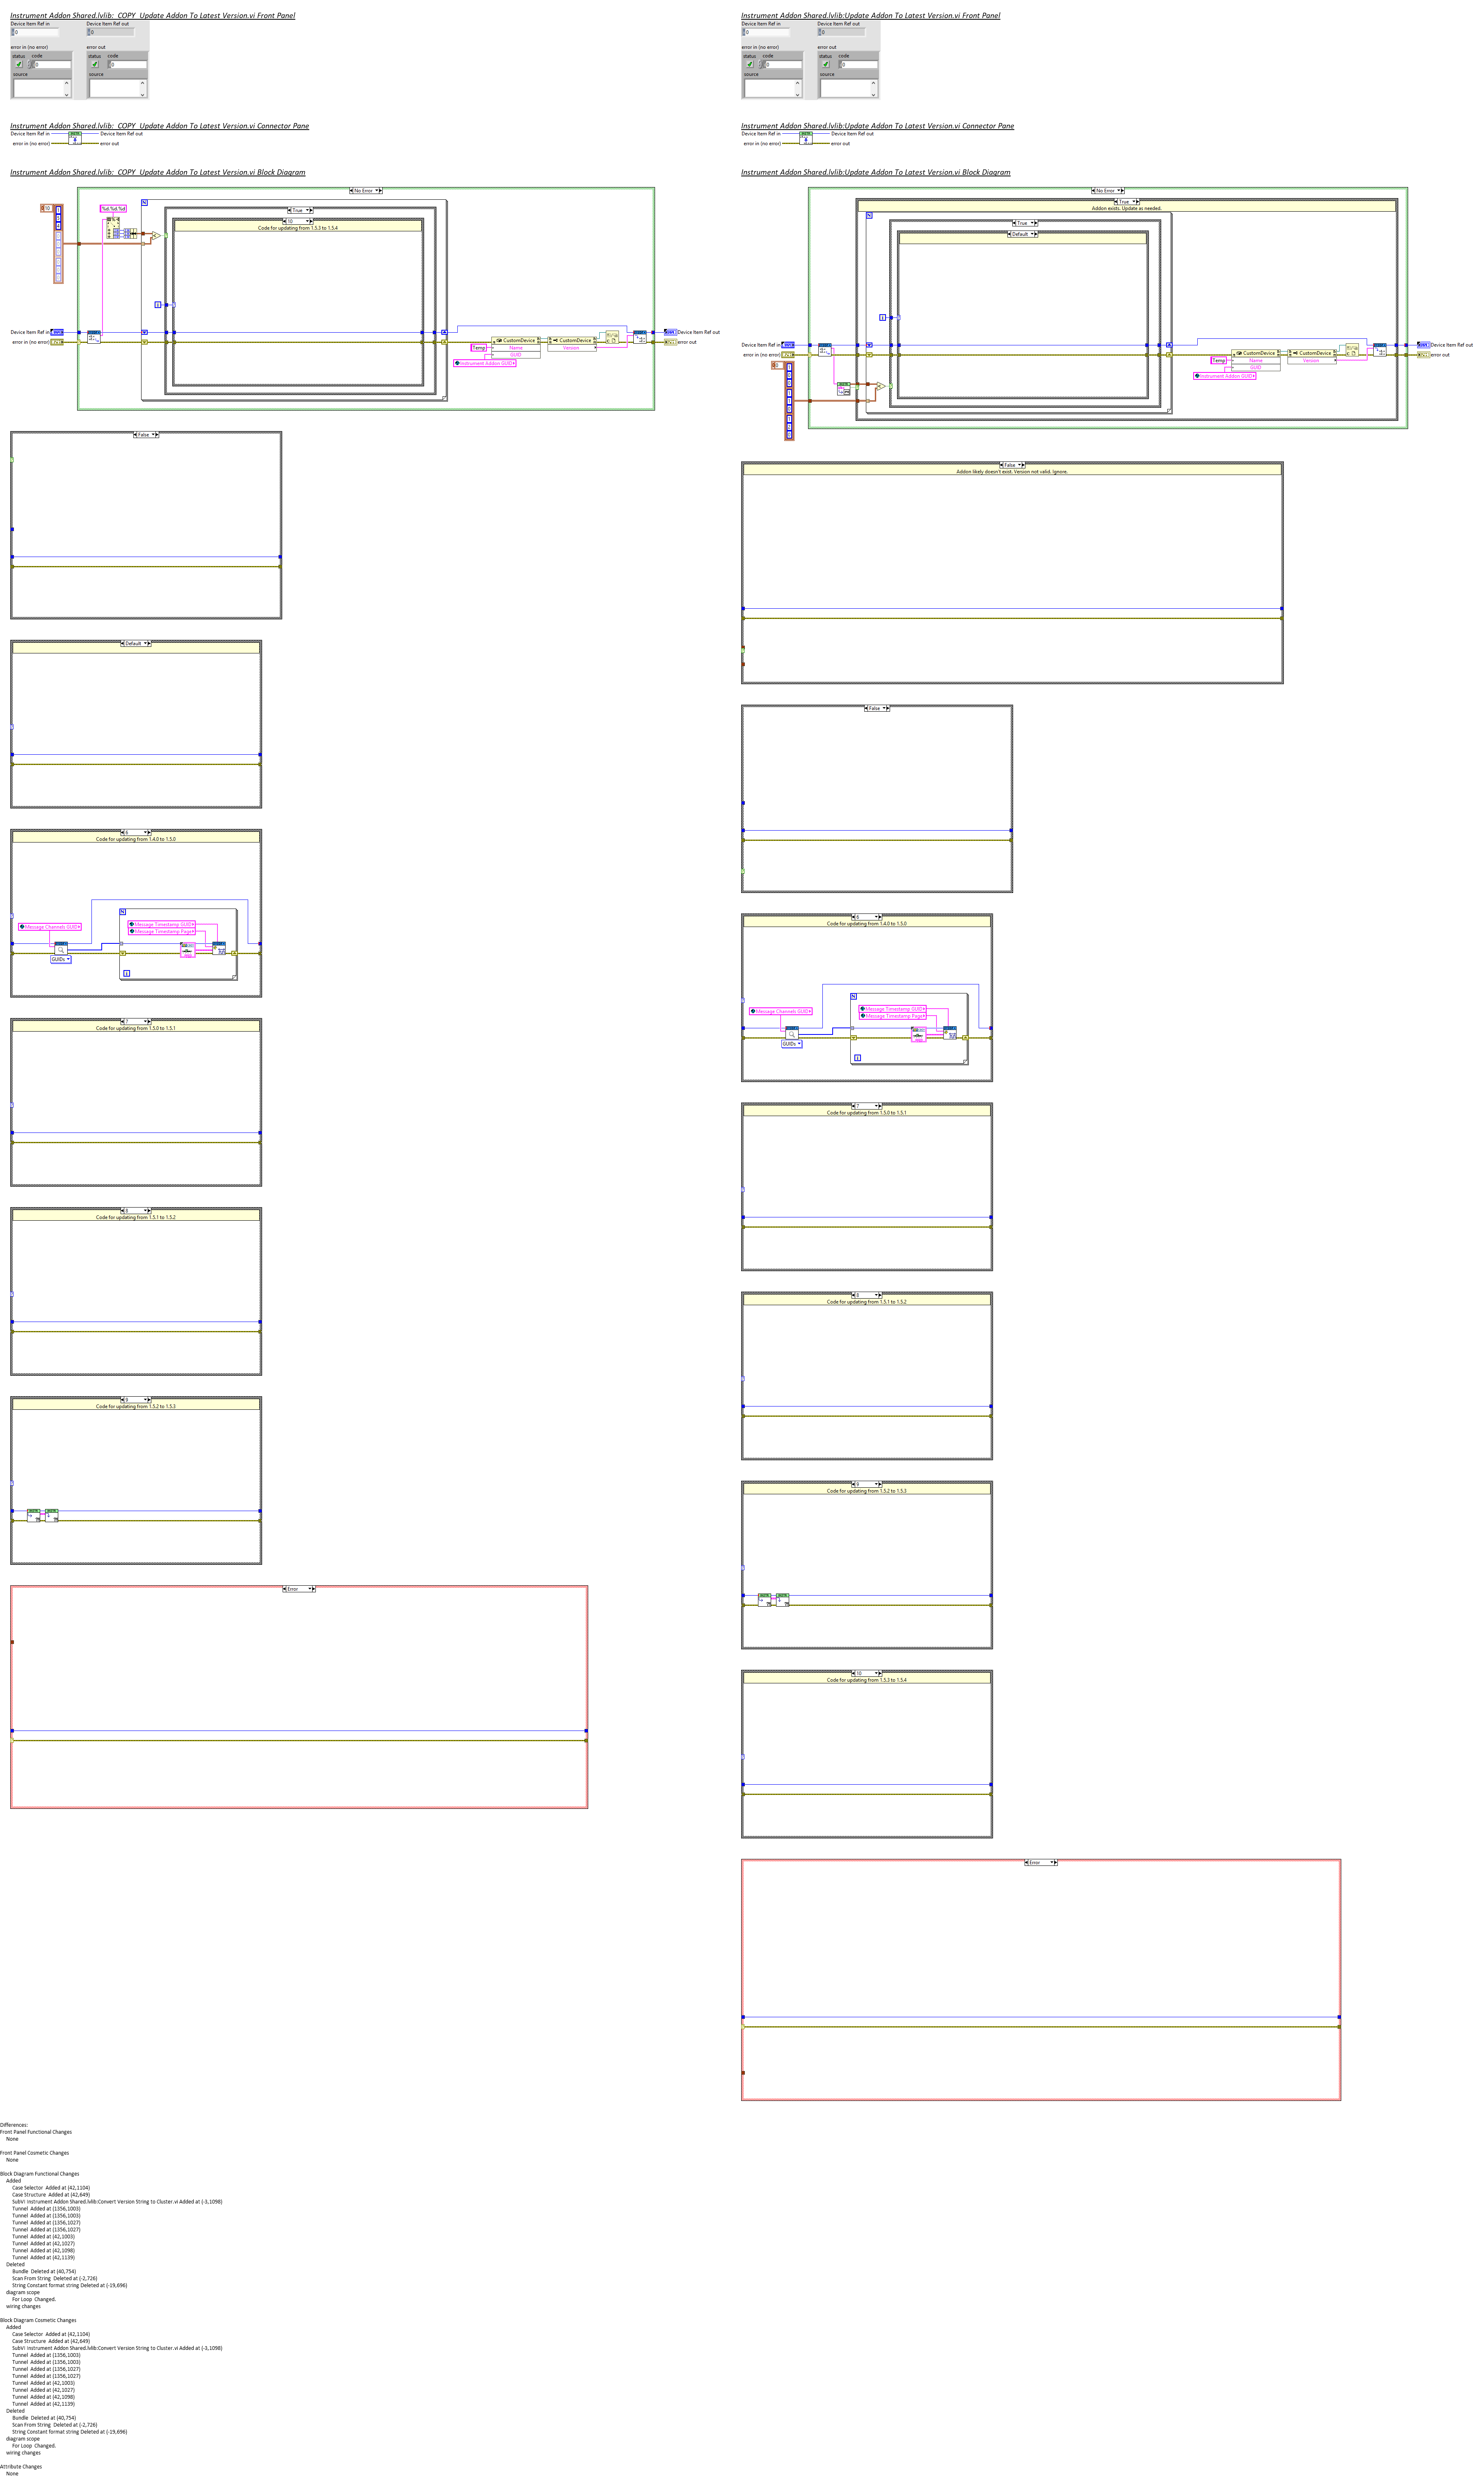 Instrument Addon Shared.lvlib:  COPY  Update Addon To Latest Version.vi Front Panel
Device Item Ref in
Device Item Ref out
0
0
error in (no error)
error out
status
code
status
code
0
0
source
source
Instrument Addon Shared.lvlib:  COPY  Update Addon To Latest Version.vi Connector Pane
Device Item Ref in
Device Item Ref out
error in (no error)
error out
Instrument Addon Shared.lvlib:  COPY  Update Addon To Latest Version.vi Block Diagram
No Error
10
%d.%d.%d
N
True
10
Code for updating from 1.5.3 to 1.5.4
i
Device Item Ref in
Device Item Ref out
error in (no error)
error out
Temp
CustomDevice
Name
GUID
CustomDevice
Version
Instrument Addon GUID
False
Default
6
Code for updating from 1.4.0 to 1.5.0
Message Channels GUID
GUIDs
N
Message Timestamp GUID
Message Timestamp Page
i
7
Code for updating from 1.5.0 to 1.5.1
8
Code for updating from 1.5.1 to 1.5.2
9
Code for updating from 1.5.2 to 1.5.3
Error
Instrument Addon Shared.lvlib:Update Addon To Latest Version.vi Front Panel
Device Item Ref in
Device Item Ref out
0
0
error in (no error)
error out
status
code
status
code
0
0
source
source
Instrument Addon Shared.lvlib:Update Addon To Latest Version.vi Connector Pane
Device Item Ref in
Device Item Ref out
error in (no error)
error out
Instrument Addon Shared.lvlib:Update Addon To Latest Version.vi Block Diagram
No Error
True
Addon exists. Update as needed.
N
True
Default
i
Device Item Ref in
Device Item Ref out
error in (no error)
error out
0
Temp
CustomDevice
Name
GUID
CustomDevice
Version
Instrument Addon GUID
False
Addon likely doesn't exist. Version not valid. Ignore.
False
6
Code for updating from 1.4.0 to 1.5.0
Message Channels GUID
GUIDs
N
Message Timestamp GUID
Message Timestamp Page
i
7
Code for updating from 1.5.0 to 1.5.1
8
Code for updating from 1.5.1 to 1.5.2
9
Code for updating from 1.5.2 to 1.5.3
10
Code for updating from 1.5.3 to 1.5.4
Error
Differences:
Front Panel Functional Changes
None
Front Panel Cosmetic Changes
None
Block Diagram Functional Changes
Added
Case Selector  Added at (42,1104)
Case Structure  Added at (42,649)
SubVI Instrument Addon Shared.lvlib:Convert Version String to Cluster.vi Added at (-3,1098)
Tunnel  Added at (1356,1003)
Tunnel  Added at (1356,1003)
Tunnel  Added at (1356,1027)
Tunnel  Added at (1356,1027)
Tunnel  Added at (42,1003)
Tunnel  Added at (42,1027)
Tunnel  Added at (42,1098)
Tunnel  Added at (42,1139)
Deleted
Bundle  Deleted at (40,754)
Scan From String  Deleted at (-2,726)
String Constant format string Deleted at (-19,696)
diagram scope
For Loop  Changed.
wiring changes
Block Diagram Cosmetic Changes
Added
Case Selector  Added at (42,1104)
Case Structure  Added at (42,649)
SubVI Instrument Addon Shared.lvlib:Convert Version String to Cluster.vi Added at (-3,1098)
Tunnel  Added at (1356,1003)
Tunnel  Added at (1356,1003)
Tunnel  Added at (1356,1027)
Tunnel  Added at (1356,1027)
Tunnel  Added at (42,1003)
Tunnel  Added at (42,1027)
Tunnel  Added at (42,1098)
Tunnel  Added at (42,1139)
Deleted
Bundle  Deleted at (40,754)
Scan From String  Deleted at (-2,726)
String Constant format string Deleted at (-19,696)
diagram scope
For Loop  Changed.
wiring changes
Attribute Changes
None